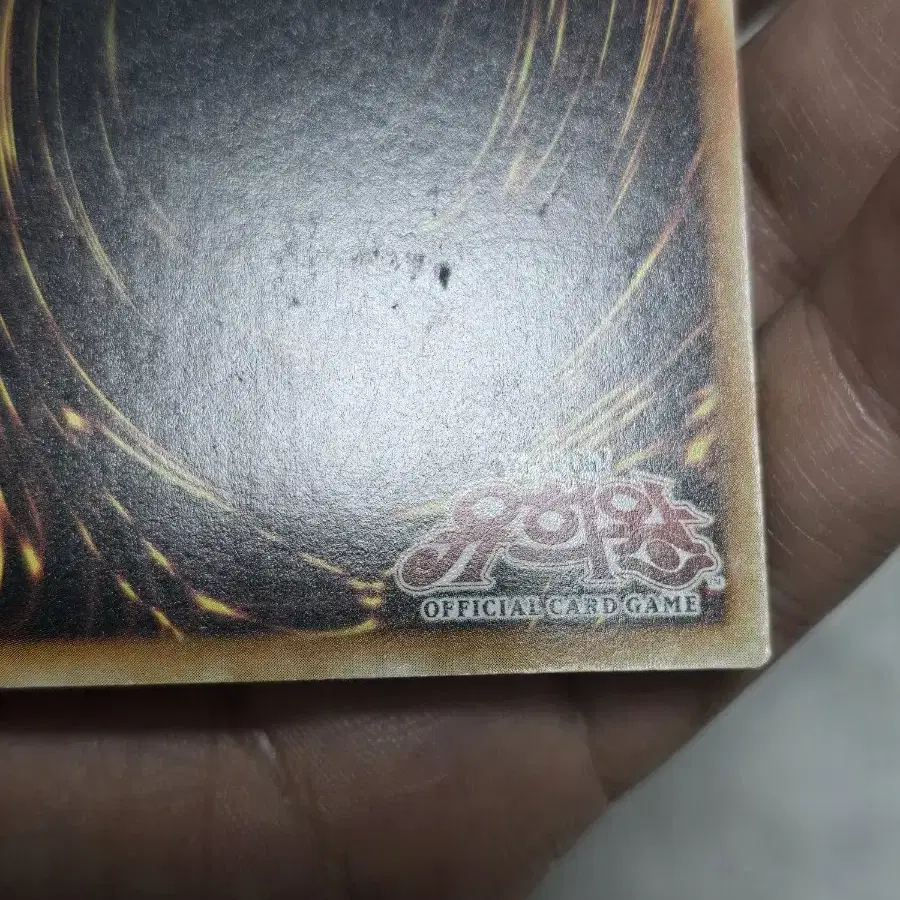 유희왕
OFFICIAL CARD GAME